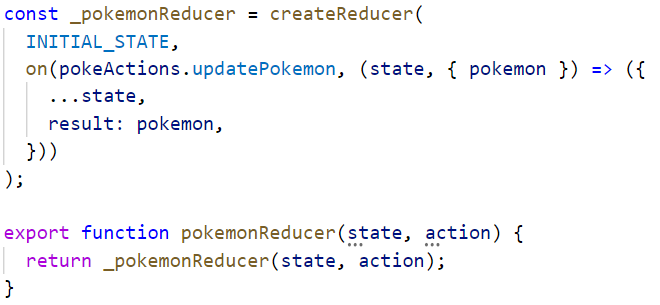 const _pokemonReducer = createReducer(
  INITIAL_STATE,
  on(pokeActions.updatePokemon, (state, { pokemon }) => ({
    ...state,
    result: pokemon,
  }))
);

export function pokemonReducer(state, action) {
  return _pokemonReducer(state, action);
}